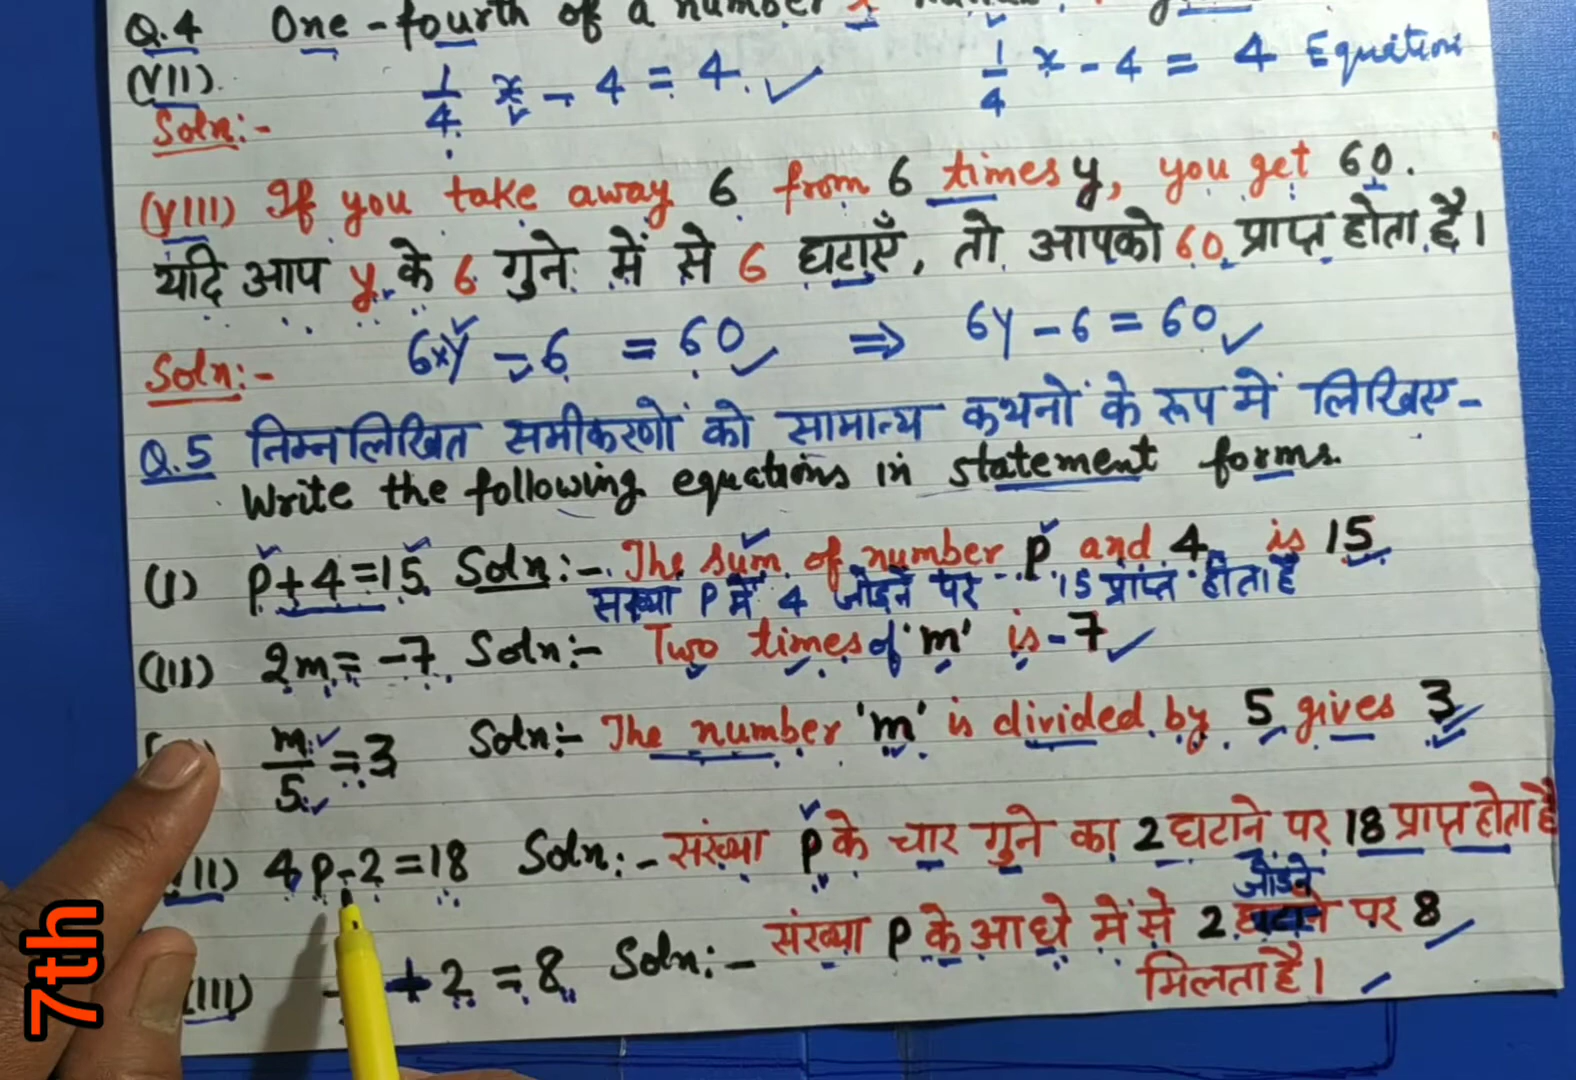 Q.4 One-fourth of a number
(VII). 1/4 x - 4 = 4. 1/4 x - 4 = 4 Equation
Soln:-
(VIII) If you take away 6 from 6 times y, you get 60.
यदि आप y के 6 गुने में से 6 घटाएँ, तो आपको 60 प्राप्त होता है।
Soln:- 6×y - 6 = 60 ⇒ 6y - 6 = 60
Q.5 निम्नलिखित समीकरणों को सामान्य कथनों के रूप में लिखिए-
Write the following equations in statement forms.
(I) p+4=15 Soln:- The sum of number p and 4 is 15
संख्या P में 4 जोड़ने पर 15 प्राप्त होता है
(III) 2m = -7 Soln:- Two times of 'm' is -7
m/5 = 3 Soln:- The number 'm' is divided by 5 gives 3
II) 4p-2=18 Soln:- संख्या p के चार गुने का 2 घटाने पर 18 प्राप्त होता है
जोड़ने
III) + 2 = 8 Soln:- संख्या p के आधे में से 2 घटाने पर 8
मिलता है।
7th